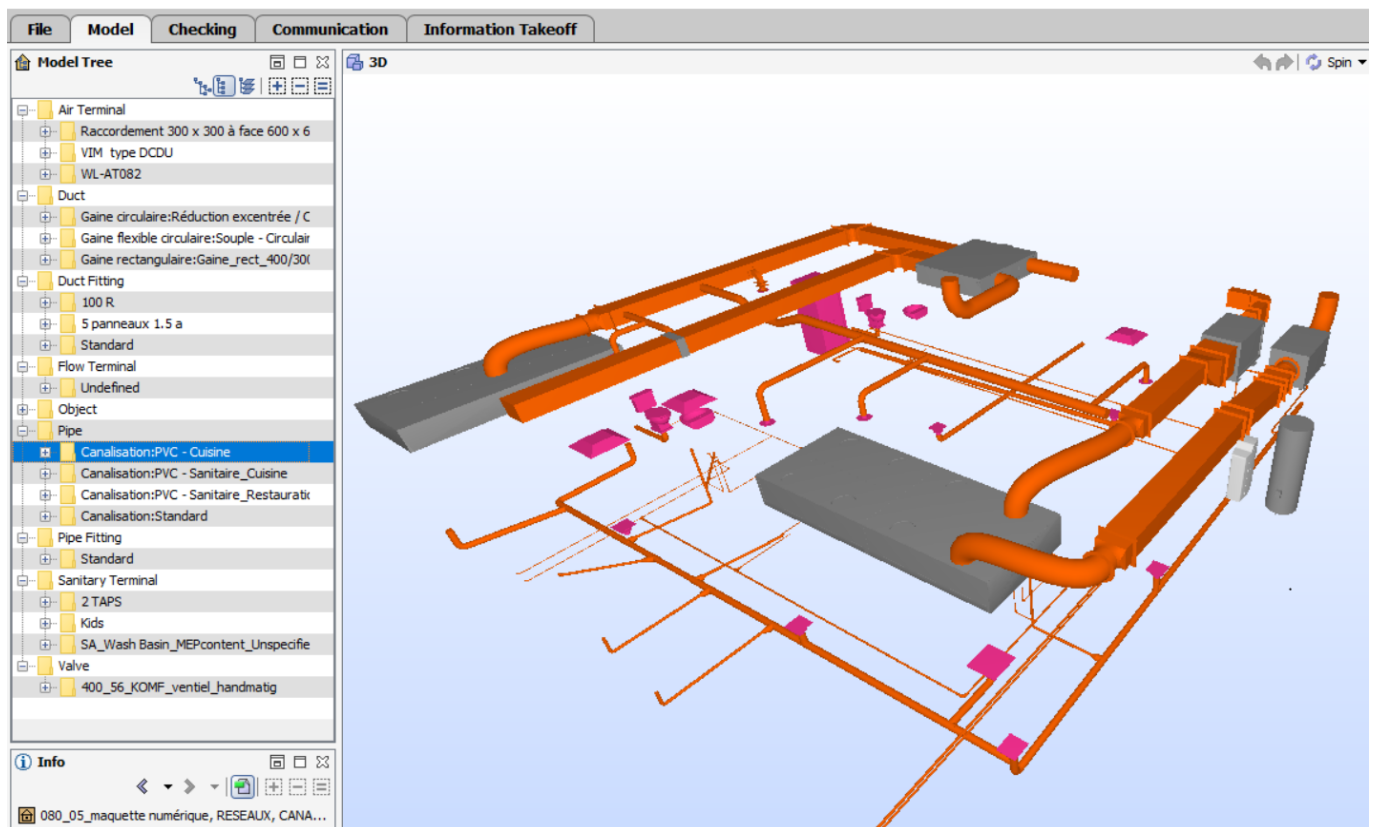 File Model Checking Communication Information Takeoff
Model Tree
3D
Spin
Air Terminal
Raccordement 300 x 300 à face 600 x 6
VIM type DCDU
WL-AT082
Duct
Gaine circulaire:Réduction excentrée / C
Gaine flexible circulaire:Souple - Circulair
Gaine rectangulaire:Gaine_rect_400/300
Duct Fitting
100 R
5 panneaux 1.5 a
Standard
Flow Terminal
Undefined
Object
Pipe
Canalisation:PVC - Cuisine
Canalisation:PVC - Sanitaire_Cuisine
Canalisation:PVC - Sanitaire_Restauratic
Canalisation:Standard
Pipe Fitting
Standard
Sanitary Terminal
2 TAPS
Kids
SA_Wash Basin_MEPcontent_Unspecifie
Valve
400_56_KOMF_ventiel_handmatig
Info
080_05_maquette numérique, RESEAUX, CANA...